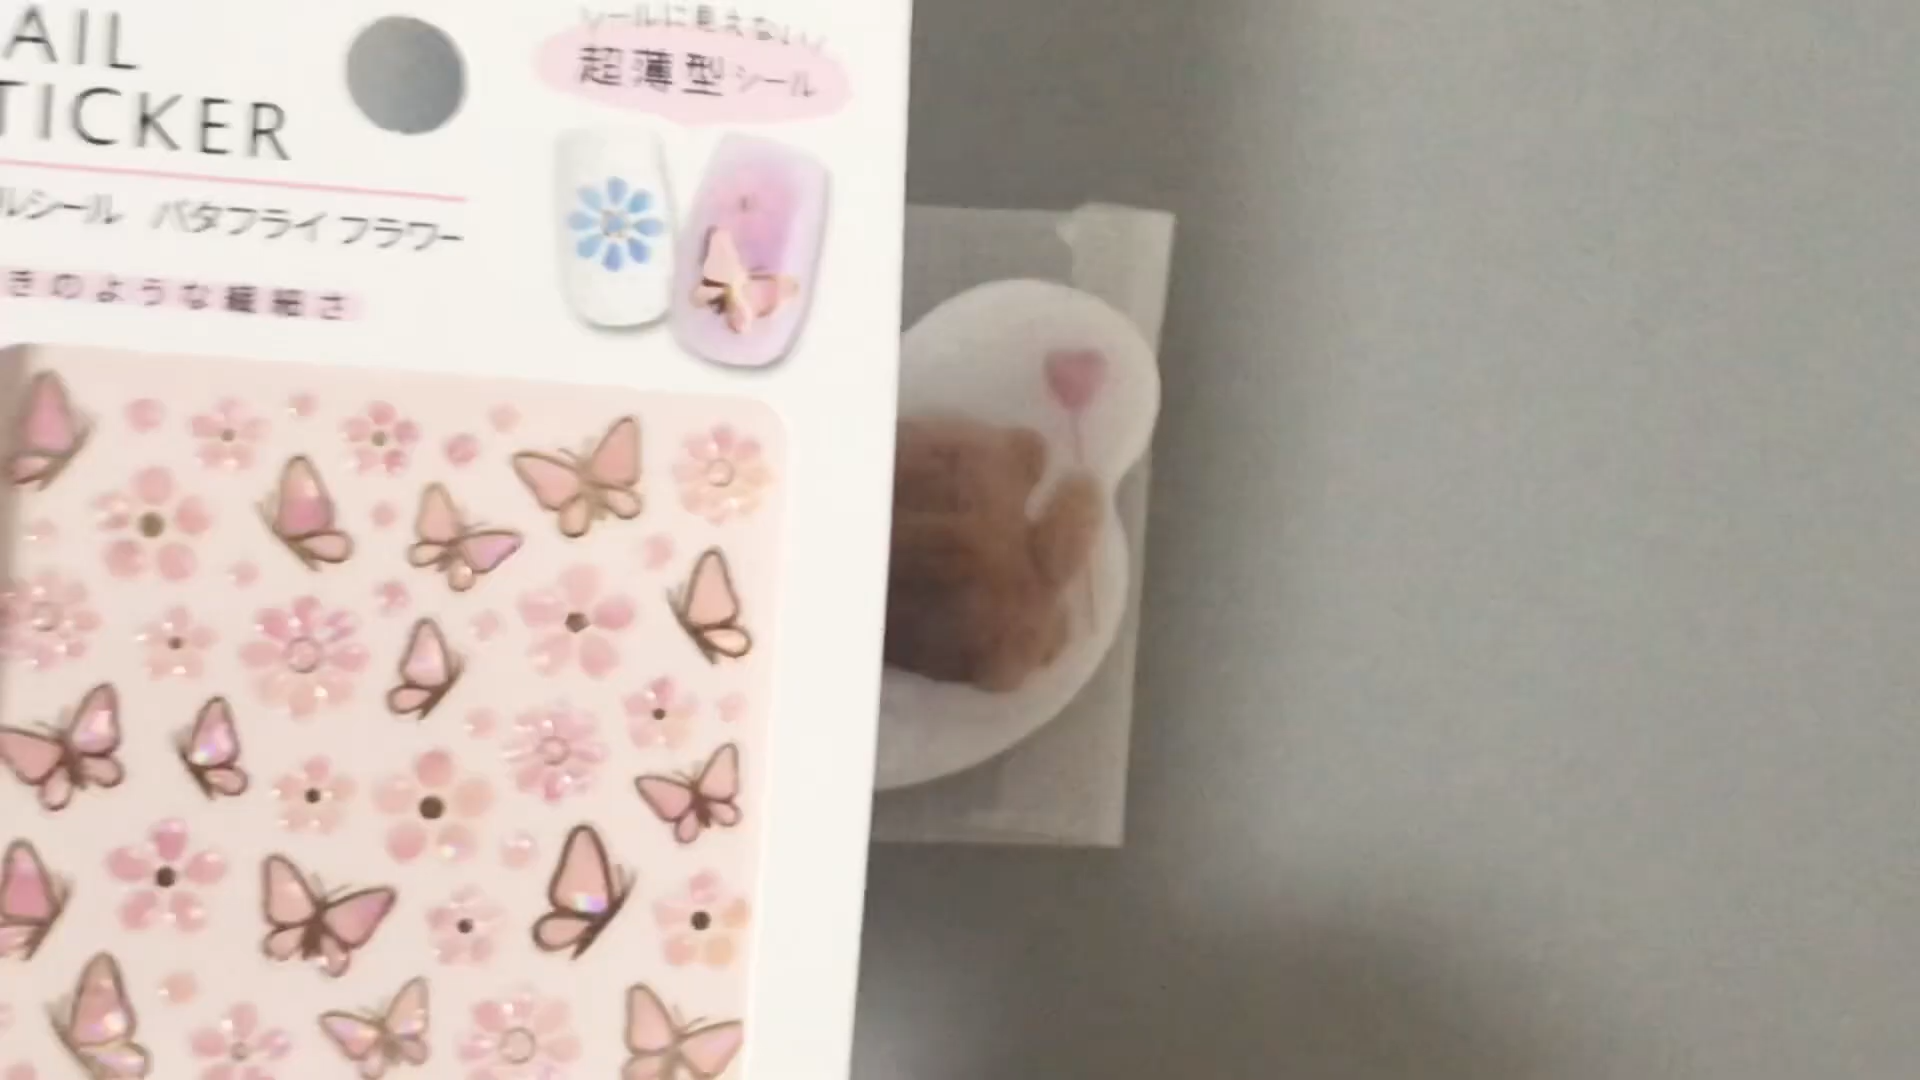 AIL
TICKER
シールに見えない!
超薄型シール
ルシール バタフライ フラワー
きのような繊細さ